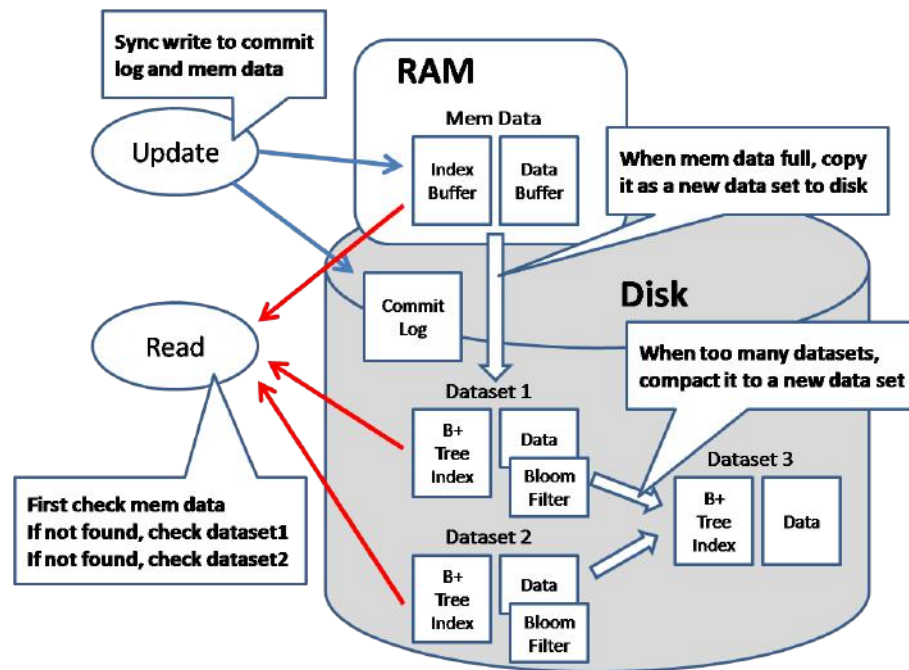 Sync write to commit
log and mem data
RAM
Mem Data
Update
Index
Buffer
Data
Buffer
When mem data full, copy
it as a new data set to disk
Disk
Commit
Log
Read
When too many datasets,
compact it to a new data set
Dataset 1
B+
Tree
Index
Data
Bloom
Filter
Dataset 3
B+
Tree
Index
Data
First check mem data
If not found, check dataset1
If not found, check dataset2
Dataset 2
B+
Tree
Index
Data
Bloom
Filter